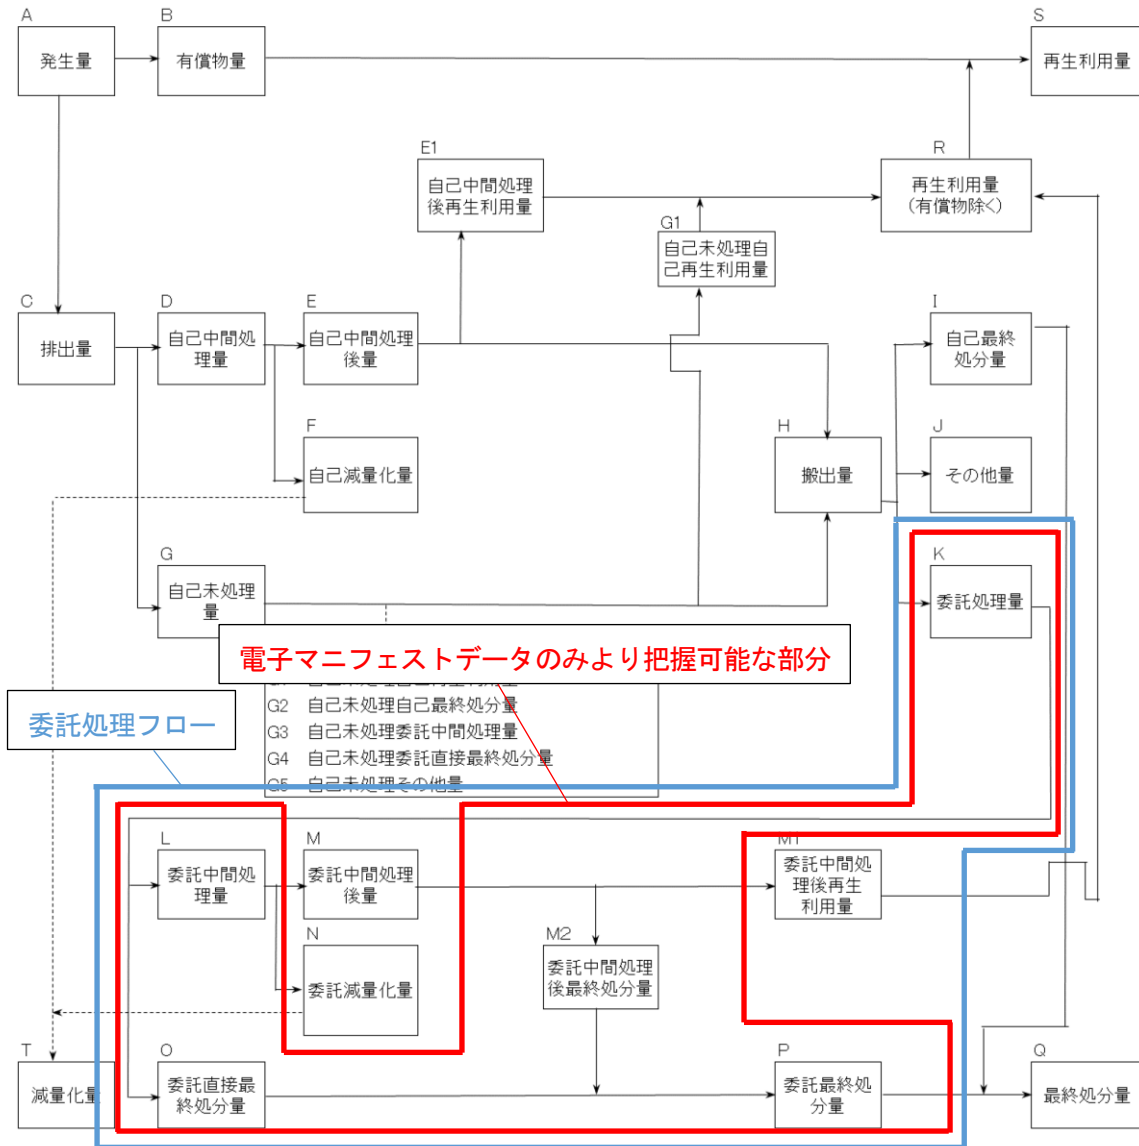 A
発生量
B
有償物量
S
再生利用量
E1
自己中間処理
後再生利用量
R
再生利用量
(有償物除く)
G1
自己未処理自
己再生利用量
C
排出量
D
自己中間処
理量
E
自己中間処理
後量
I
自己最終
処分量
F
自己減量化量
H
搬出量
J
その他量
G
自己未処理
量
K
委託処理量
電子マニフェストデータのみより把握可能な部分
G2 自己未処理自己最終処分量
G3 自己未処理委託中間処理量
G4 自己未処理委託直接最終処分量
G5 自己未処理その他量
委託処理フロー
L
委託中間処
理量
M
委託中間処理
後量
M1
委託中間処
理後再生
利用量
N
委託減量化量
M2
委託中間処理
後最終処分量
T
減量化量
O
委託直接最
終処分量
P
委託最終処
分量
Q
最終処分量